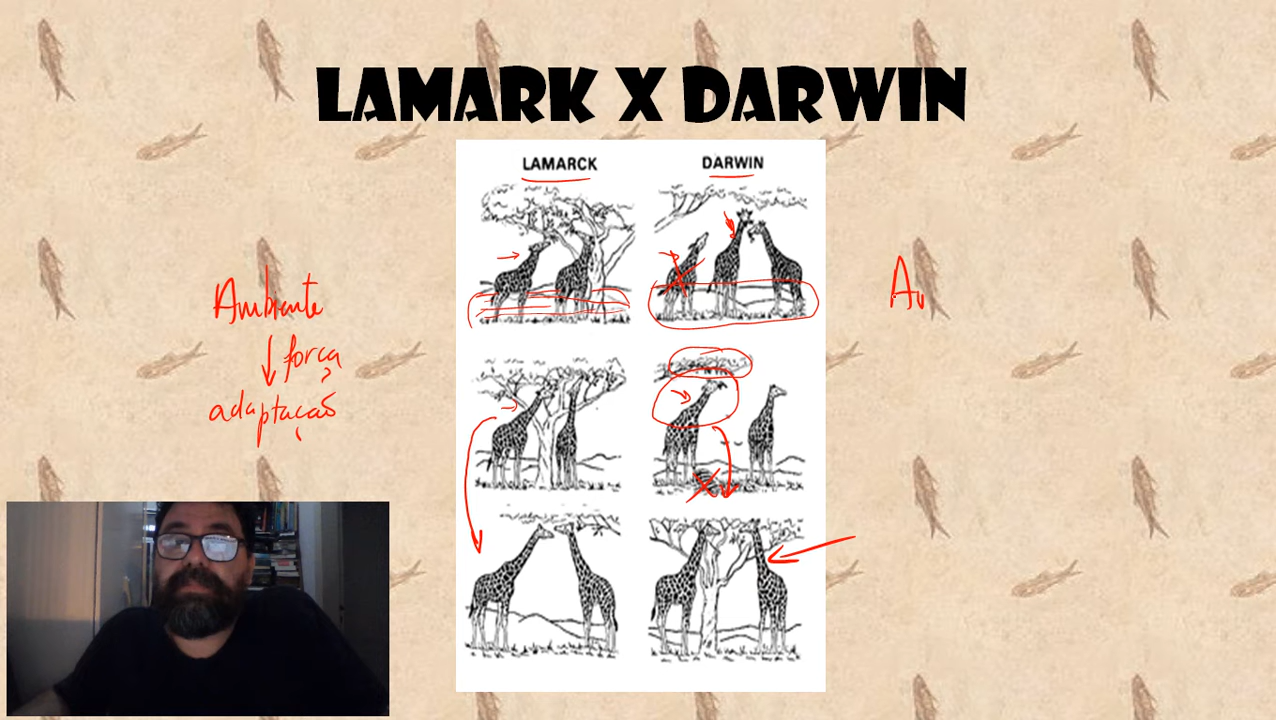 LAMARK X DARWIN
LAMARCK
DARWIN
Ambiente
força
adaptação